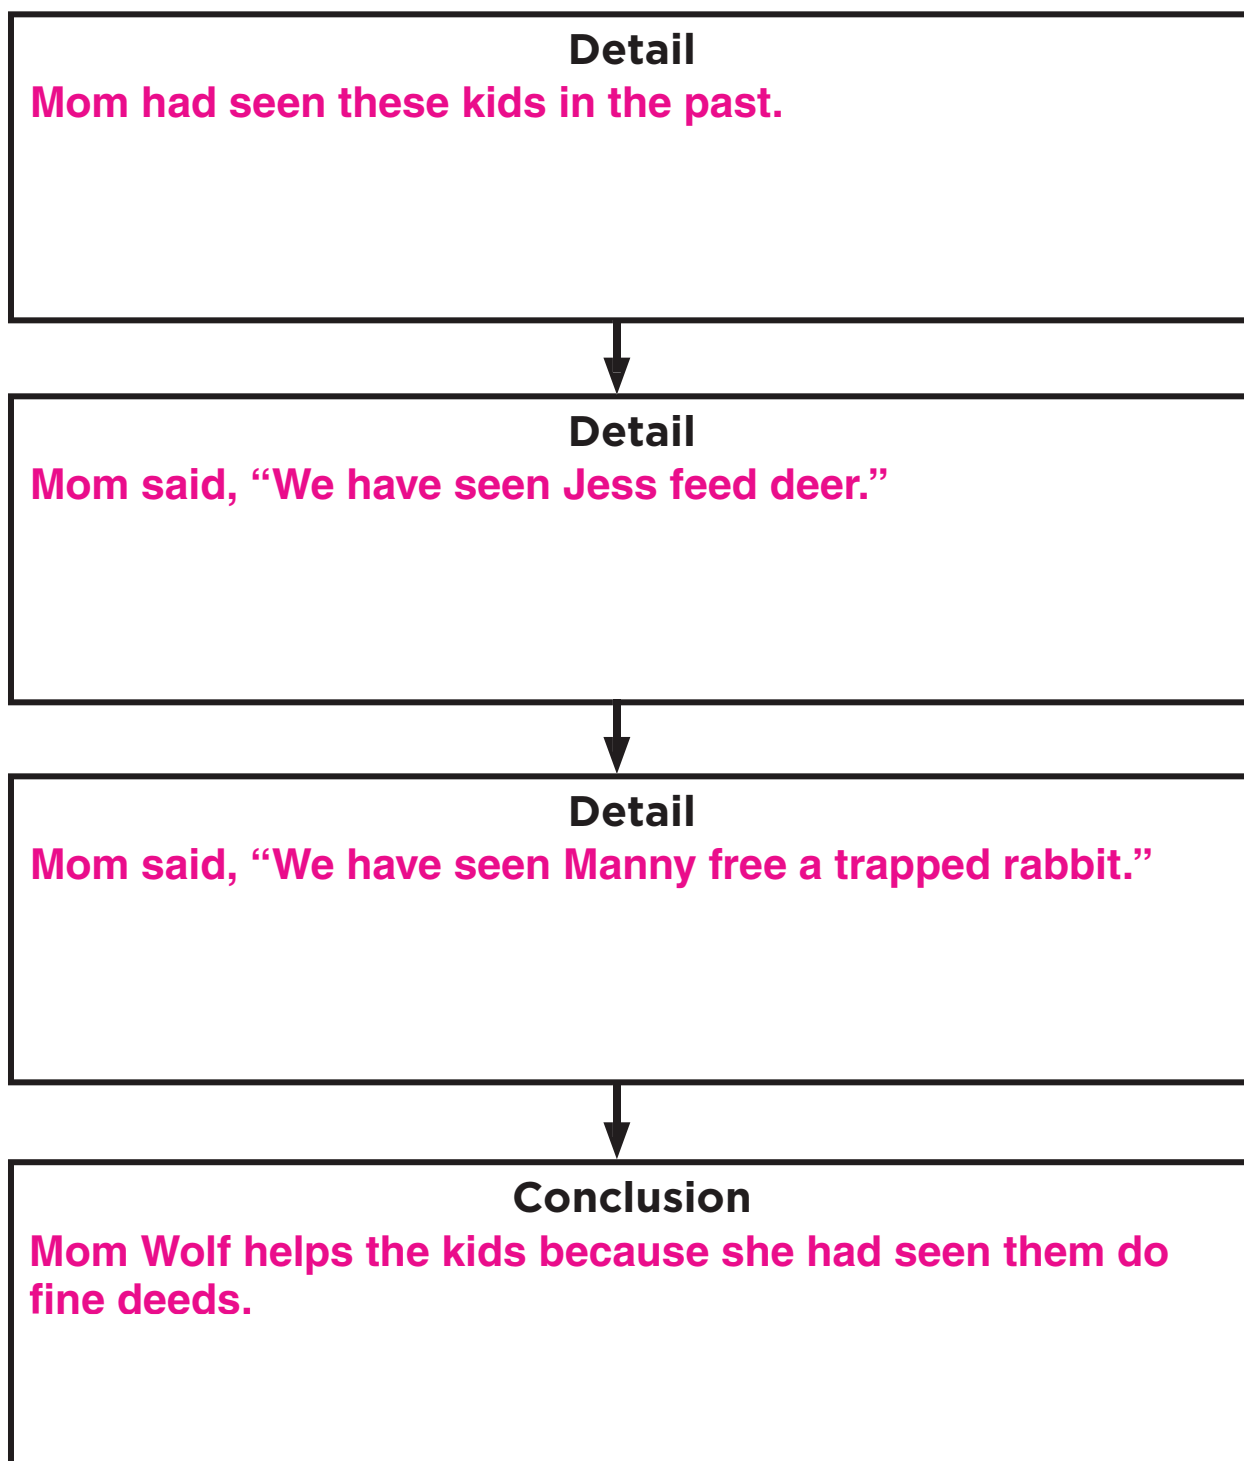 Detail
Mom had seen these kids in the past.
Detail
Mom said, “We have seen Jess feed deer.”
Detail
Mom said, “We have seen Manny free a trapped rabbit.”
Conclusion
Mom Wolf helps the kids because she had seen them do
fine deeds.